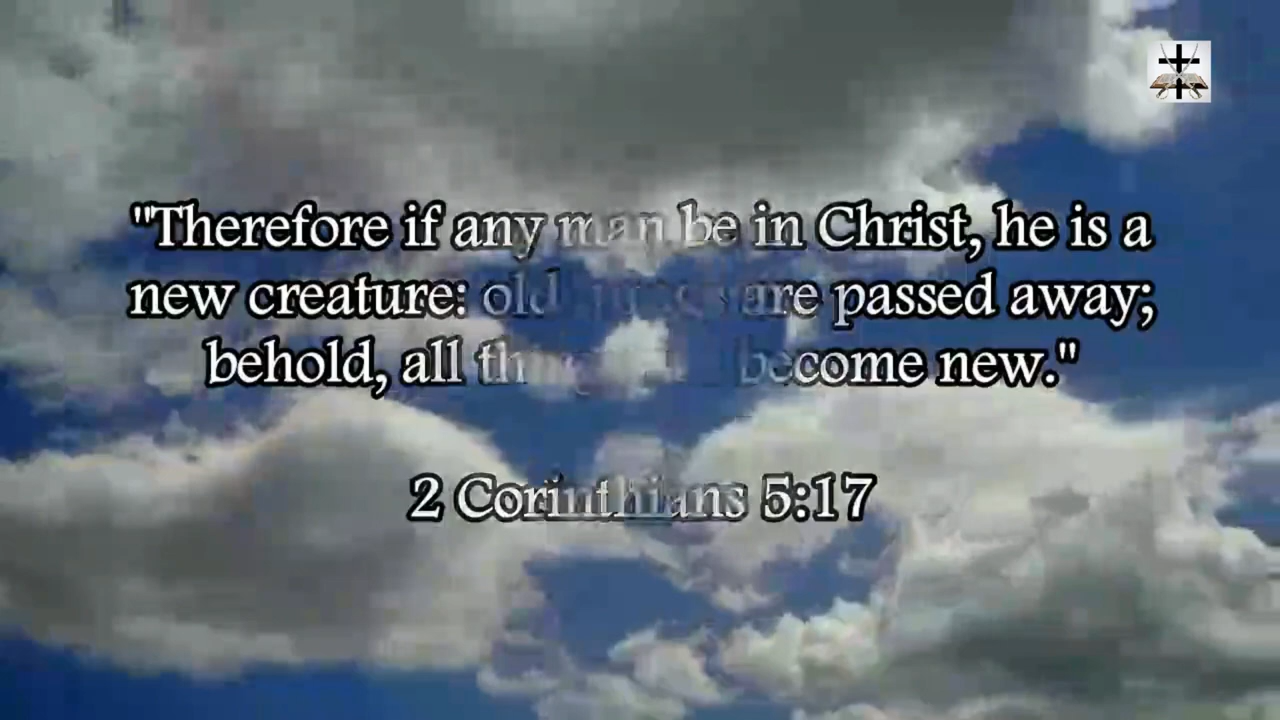 "Therefore if any man be in Christ, he is a
new creature: old are passed away;
behold, all become new."
2 Corinthians 5:17